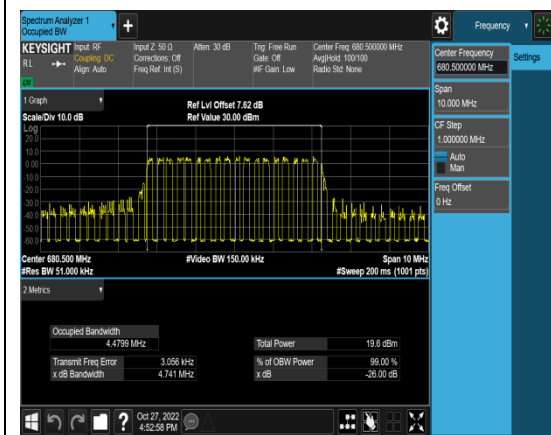 Spectrum Analyzer 1
Occupied BW
+
Frequency
KEYSIGHT
R L
Input: RF
Coupling: DC
Align: Auto
Input Z: 50 Ω
Corrections: Off
Freq Ref: Int (S)
Atten: 30 dB
Trig: Free Run
Gate: Off
#IF Gain: Low
Center Freq: 680.500000 MHz
Avg|Hold: 100/100
Radio Std: None
LV
Center Frequency
680.500000 MHz
Settings
Span
10.000 MHz
CF Step
1.000000 MHz
Auto
Man
Freq Offset
0 Hz
1 Graph
Scale/Div 10.0 dB
Ref Lvl Offset 7.62 dB
Ref Value 30.00 dBm
Log
20.0
10.0
0.00
-10.0
-20.0
-30.0
-40.0
-50.0
-60.0
Center 680.500 MHz
#Res BW 51.000 kHz
#Video BW 150.00 kHz
Span 10 MHz
#Sweep 200 ms (1001 pts)
2 Metrics
Occupied Bandwidth
4.4799 MHz
Total Power 19.6 dBm
Transmit Freq Error 3.056 kHz
% of OBW Power 99.00 %
x dB Bandwidth 4.741 MHz
x dB -26.00 dB
?
Oct 27, 2022
4:52:58 PM